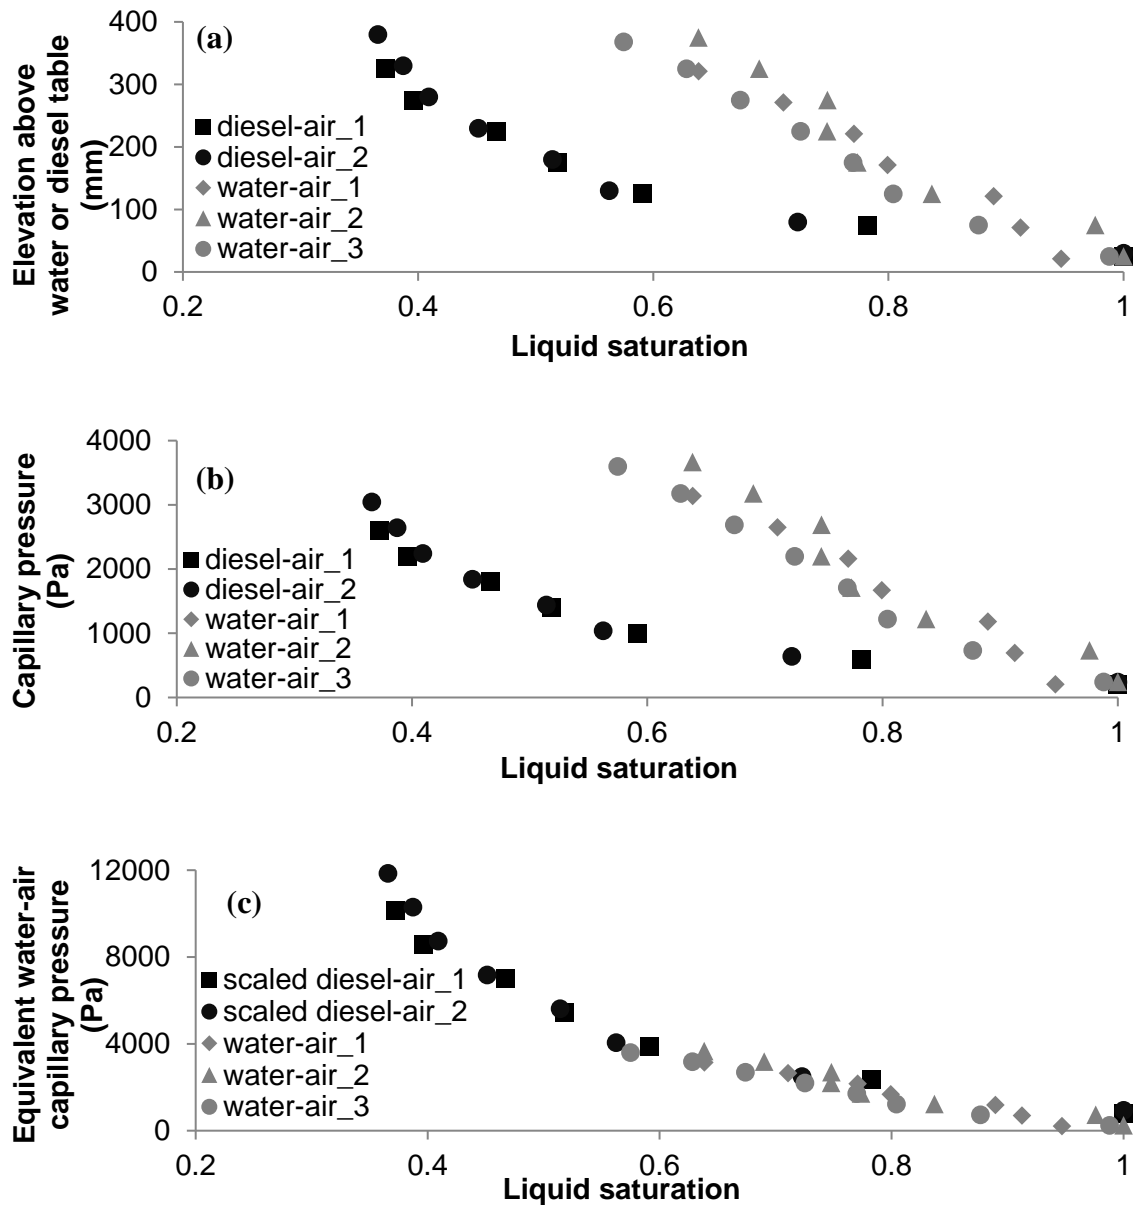 (a)
Elevation above
water or diesel table
(mm)
400
300
200
100
0
diesel-air_1
diesel-air_2
water-air_1
water-air_2
water-air_3
0.2 0.4 0.6 0.8 1
Liquid saturation
(b)
Capillary pressure
(Pa)
4000
3000
2000
1000
0
diesel-air_1
diesel-air_2
water-air_1
water-air_2
water-air_3
0.2 0.4 0.6 0.8 1
Liquid saturation
(c)
Equivalent water-air
capillary pressure
(Pa)
12000
8000
4000
0
scaled diesel-air_1
scaled diesel-air_2
water-air_1
water-air_2
water-air_3
0.2 0.4 0.6 0.8 1
Liquid saturation